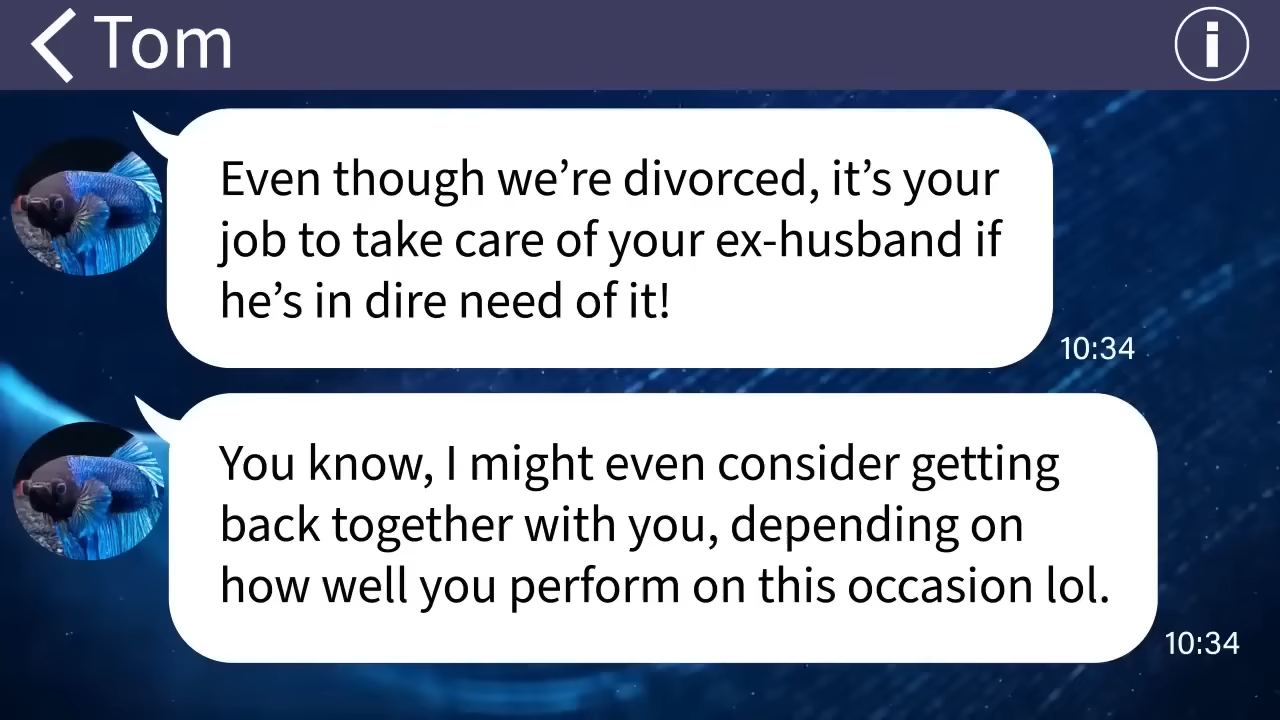 Tom
Even though we’re divorced, it’s your
job to take care of your ex-husband if
he’s in dire need of it!
10:34
You know, I might even consider getting
back together with you, depending on
how well you perform on this occasion lol.
10:34